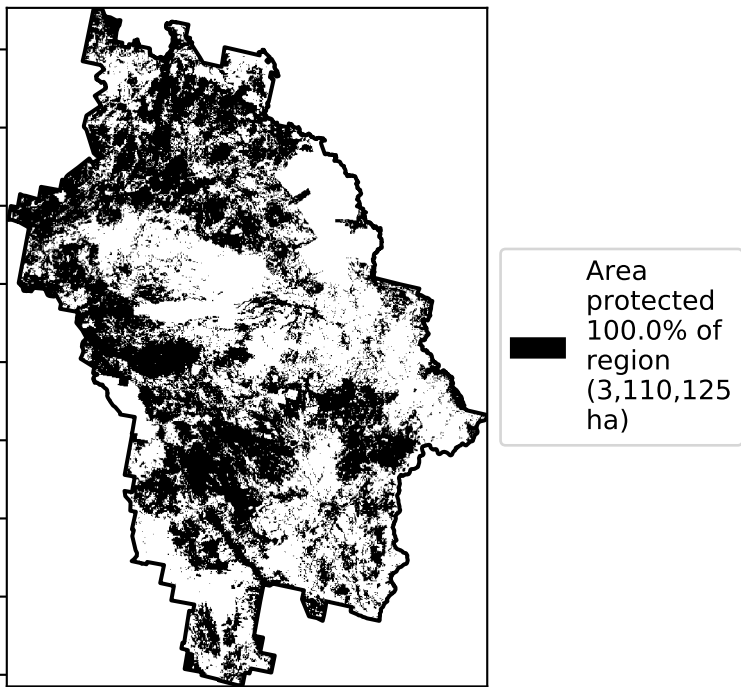 Area
protected
100.0% of
region
(3,110,125
ha)